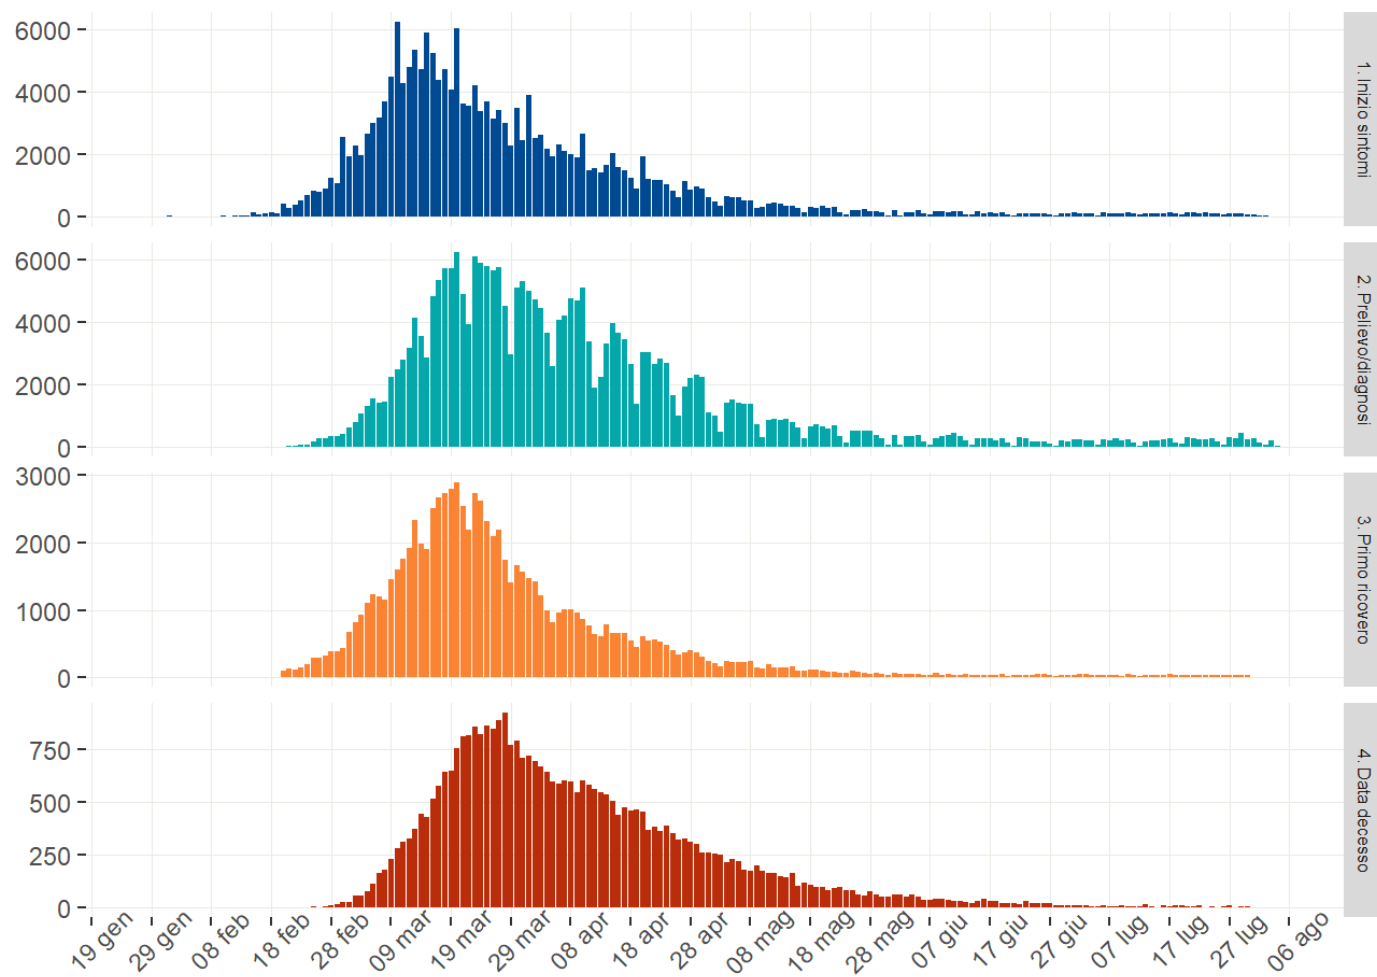 6000
4000
2000
0
1. Inizio sintomi
6000
4000
2000
0
2. Prelievo/diagnosi
3000
2000
1000
0
3. Primo ricovero
750
500
250
0
4. Data decesso
19 gen
29 gen
08 feb
18 feb
28 feb
09 mar
19 mar
29 mar
08 apr
18 apr
28 apr
08 mag
18 mag
28 mag
07 giu
17 giu
27 giu
07 lug
17 lug
27 lug
06 ago